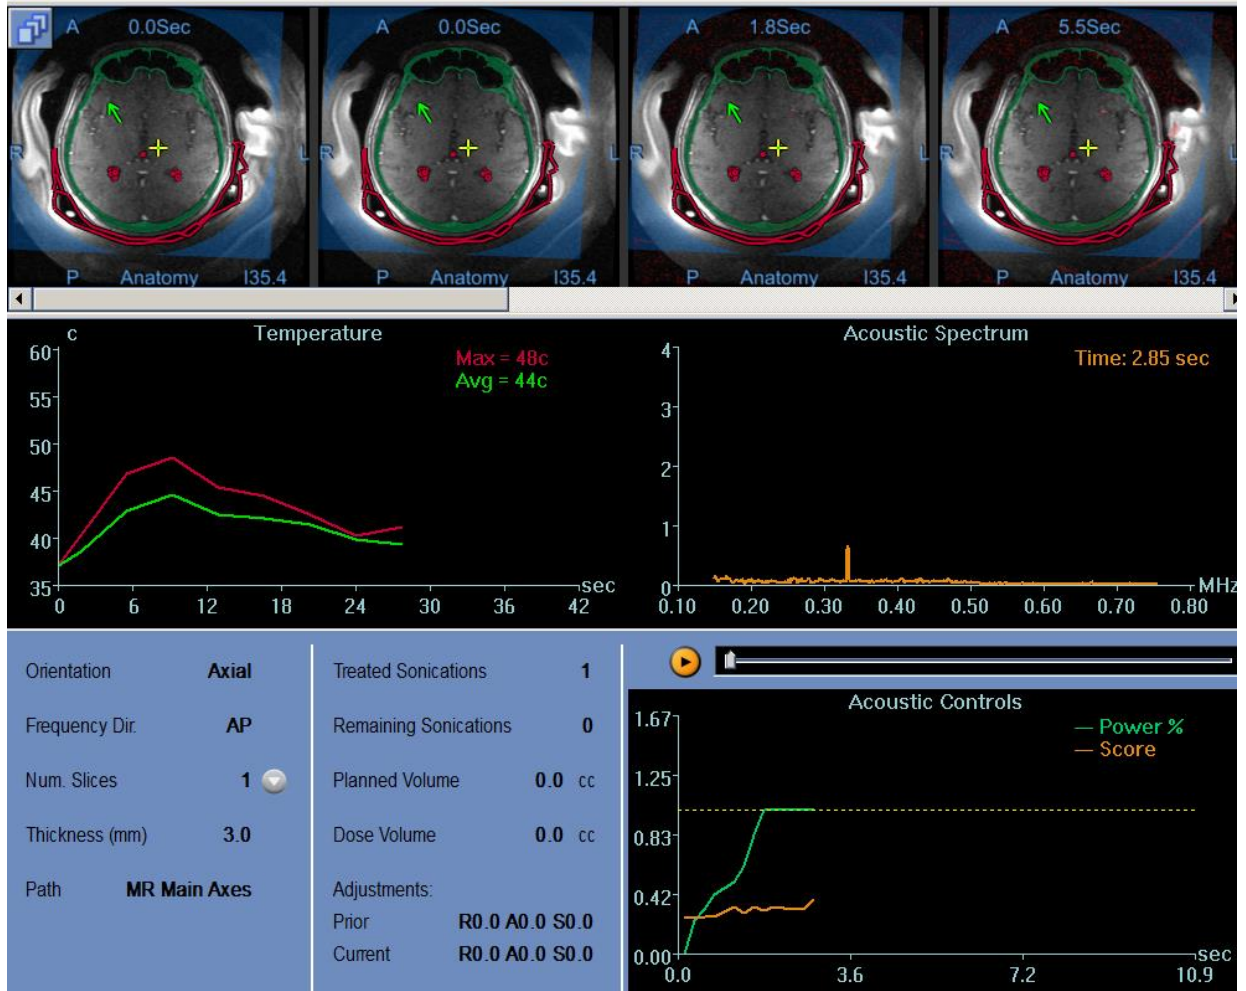 A 0.0Sec
R
P Anatomy I35.4
A 0.0Sec
R
P Anatomy I35.4
A 1.8Sec
R
P Anatomy I35.4
A 5.5Sec
R L
P Anatomy I35.4
c Temperature
Max = 48c
Avg = 44c
60
55
50
45
40
35
0 6 12 18 24 30 36 42 sec
Acoustic Spectrum
Time: 2.85 sec
4
3
2
1
0
0.10 0.20 0.30 0.40 0.50 0.60 0.70 0.80 MHz
Orientation Axial
Frequency Dir. AP
Num. Slices 1
Thickness (mm) 3.0
Path MR Main Axes
Treated Sonications 1
Remaining Sonications 0
Planned Volume 0.0 cc
Dose Volume 0.0 cc
Adjustments:
Prior R0.0 A0.0 S0.0
Current R0.0 A0.0 S0.0
Acoustic Controls
Power %
Score
1.67
1.25
0.83
0.42
0.00
0.0 3.6 7.2 10.9 sec